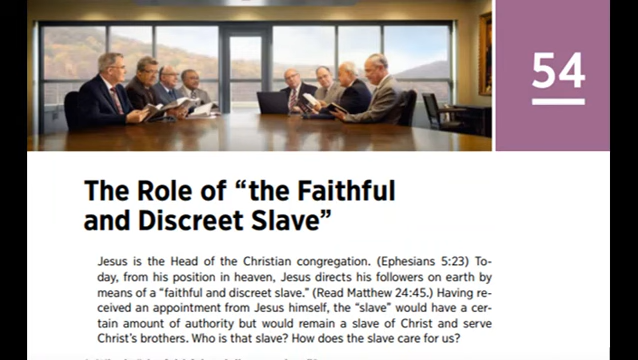 54
The Role of “the Faithful
and Discreet Slave”
Jesus is the Head of the Christian congregation. (Ephesians 5:23) To-
day, from his position in heaven, Jesus directs his followers on earth by
means of a “faithful and discreet slave.” (Read Matthew 24:45.) Having re-
ceived an appointment from Jesus himself, the “slave” would have a cer-
tain amount of authority but would remain a slave of Christ and serve
Christ’s brothers. Who is that slave? How does the slave care for us?